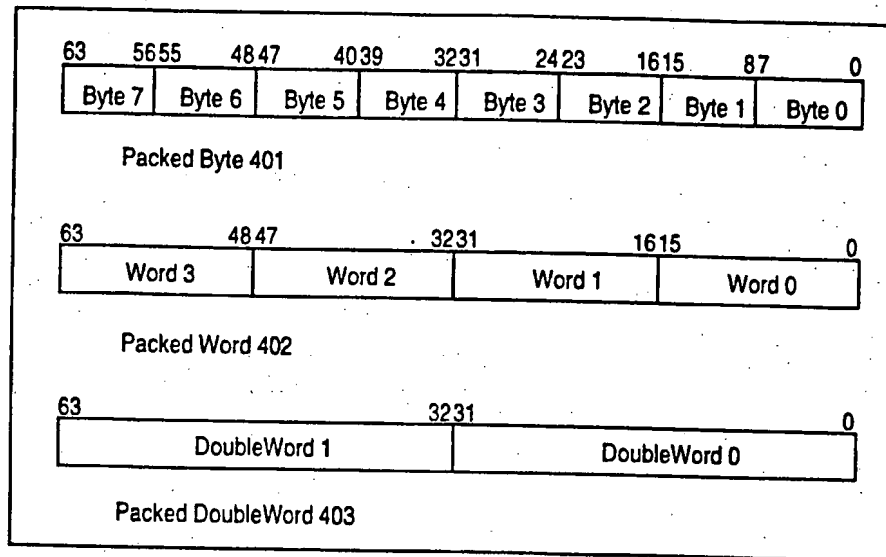 63 5655 4847 4039 3231 2423 1615 87 0
Byte 7 Byte 6 Byte 5 Byte 4 Byte 3 Byte 2 Byte 1 Byte 0
Packed Byte 401
63 4847 3231 1615 0
Word 3 Word 2 Word 1 Word 0
Packed Word 402
63 3231 0
DoubleWord 1 DoubleWord 0
Packed DoubleWord 403